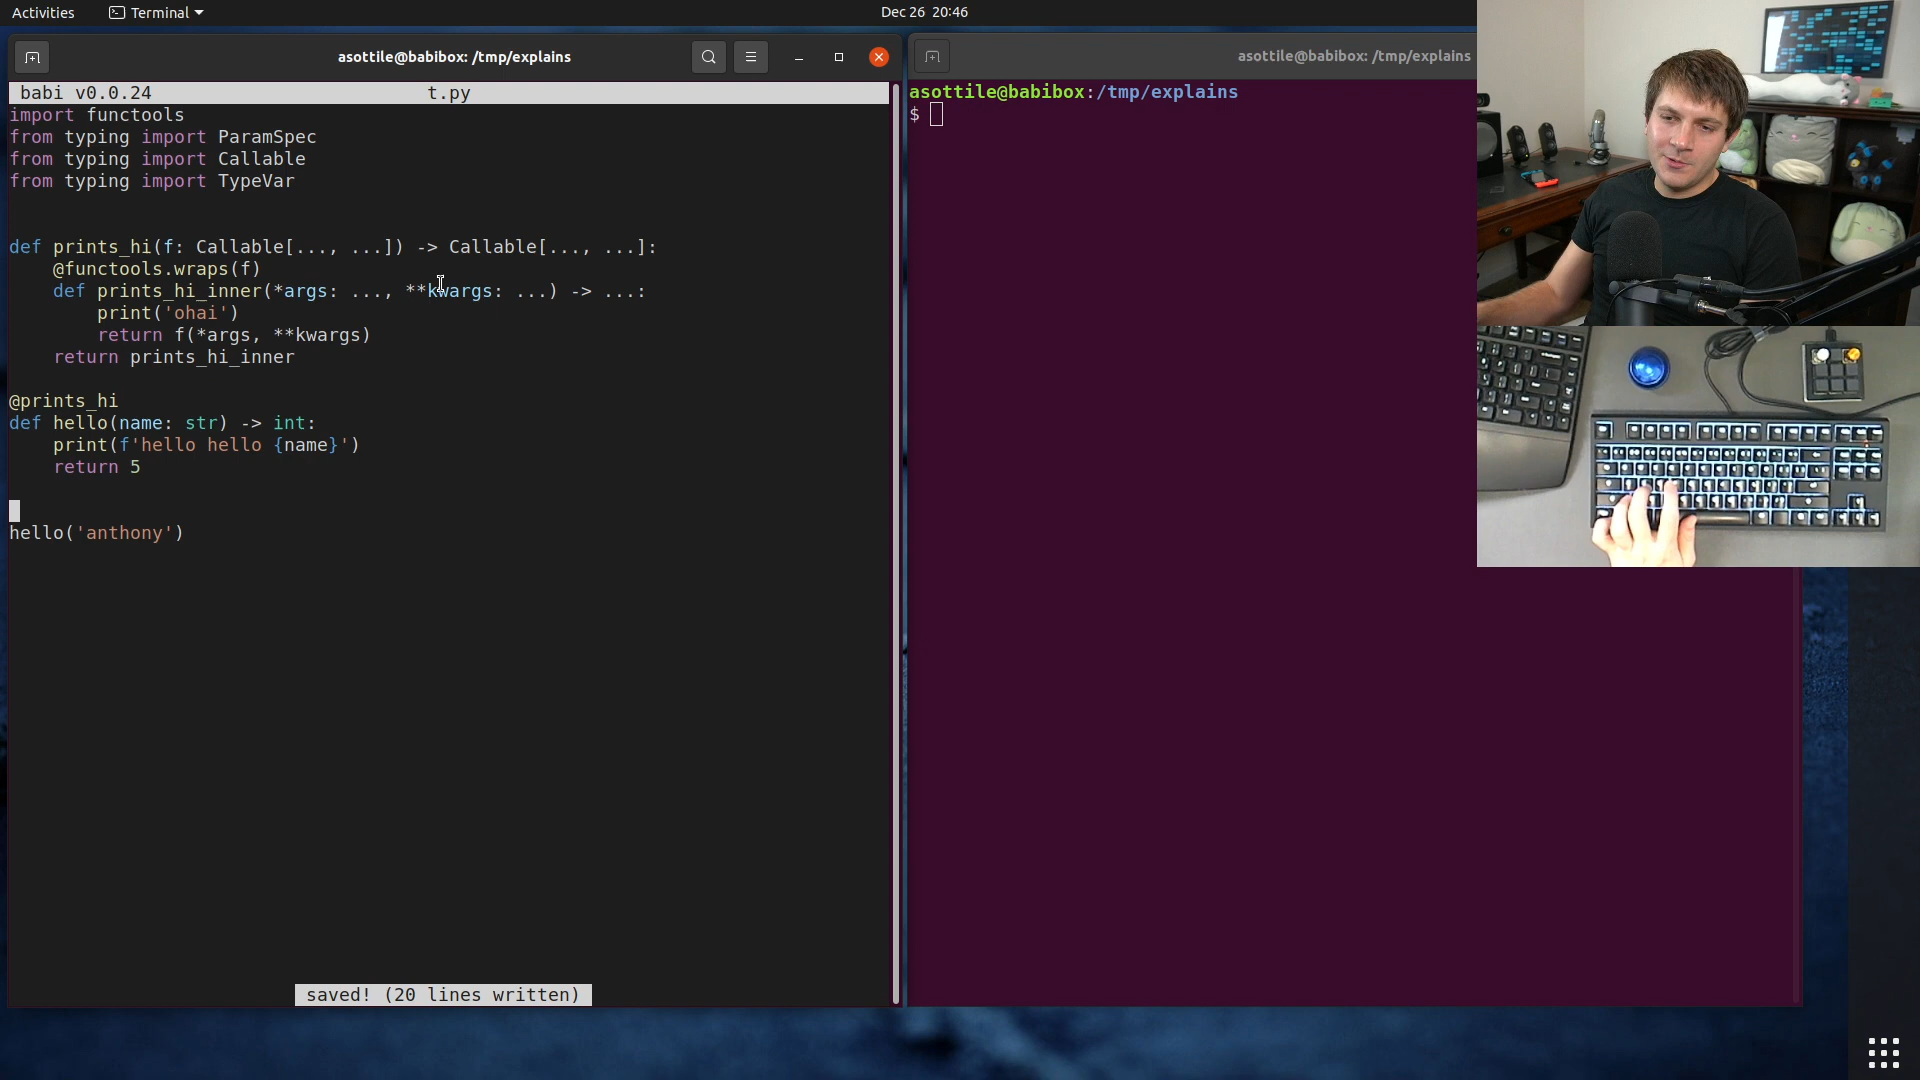 Activities
Terminal
Dec 26 20:46
asottile@babibox: /tmp/explains
babi v0.0.24 t.py
import functools
from typing import ParamSpec
from typing import Callable
from typing import TypeVar
def prints_hi(f: Callable[..., ...]) -> Callable[..., ...]:
    @functools.wraps(f)
    def prints_hi_inner(*args: ..., **kwargs: ...) -> ...:
        print('ohai')
        return f(*args, **kwargs)
    return prints_hi_inner
@prints_hi
def hello(name: str) -> int:
    print(f'hello hello {name}')
    return 5
hello('anthony')
saved! (20 lines written)
asottile@babibox: /tmp/explains
asottile@babibox:/tmp/explains
$